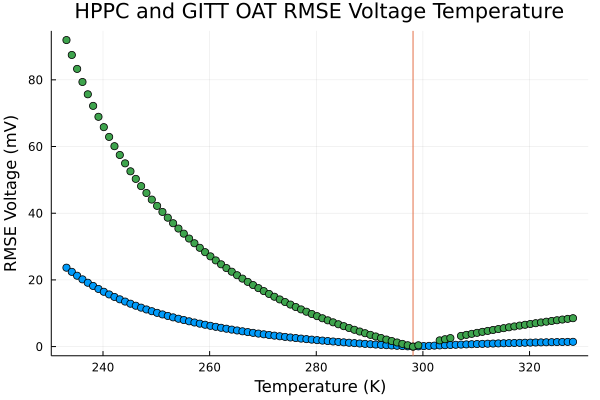 HPPC and GITT OAT RMSE Voltage Temperature
RMSE Voltage (mV)
80
60
40
20
0
240 260 280 300 320
Temperature (K)